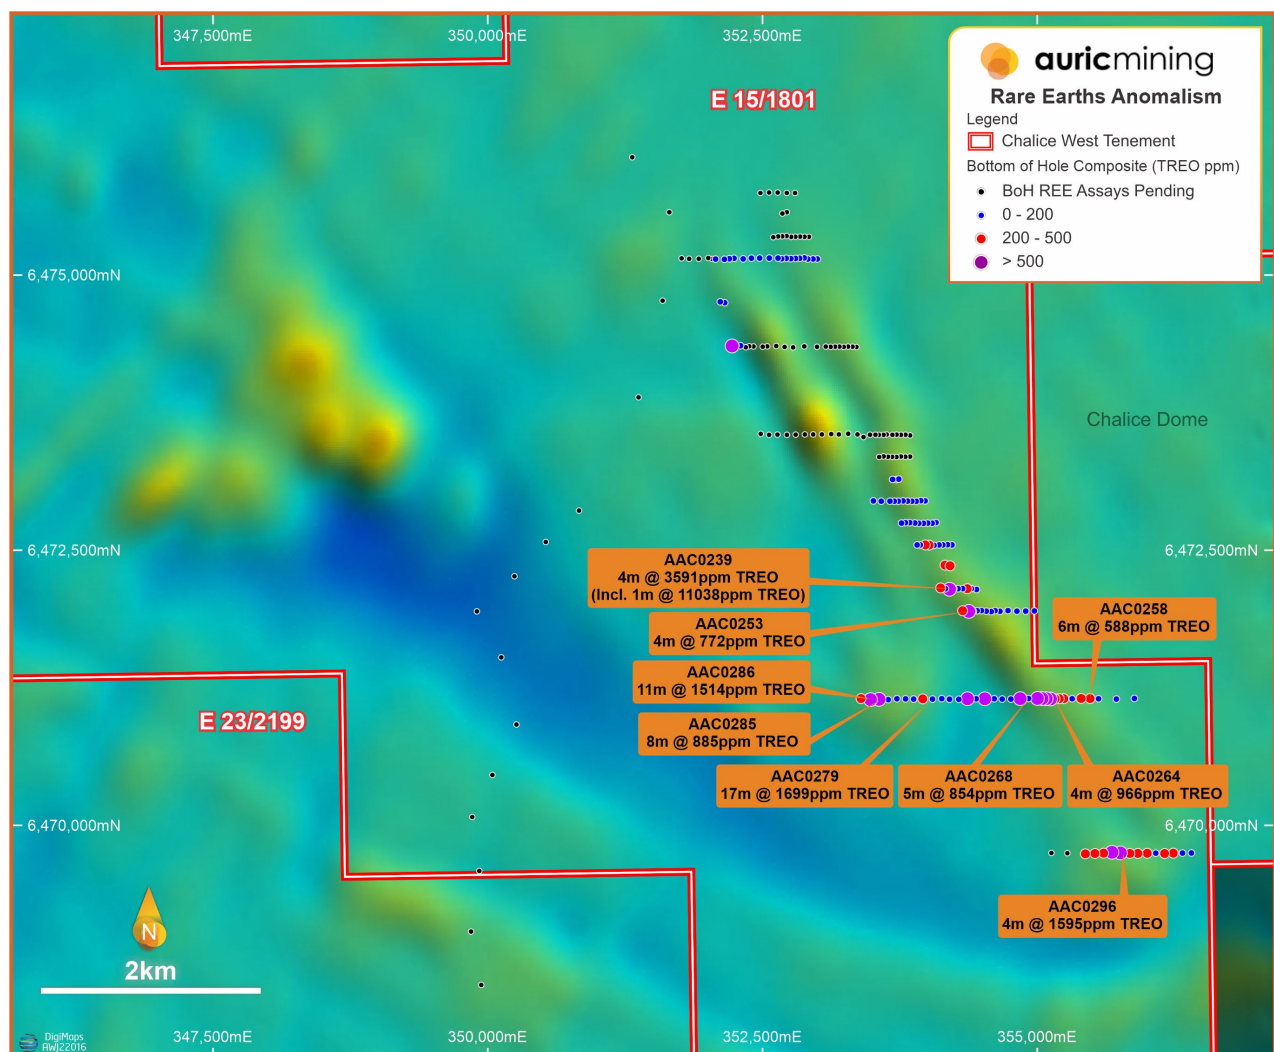 347,500mE
350,000mE
352,500mE
E 15/1801
auricmining
Rare Earths Anomalism
Legend
Chalice West Tenement
Bottom of Hole Composite (TREO ppm)
BoH REE Assays Pending
0 - 200
200 - 500
> 500
6,475,000mN
Chalice Dome
6,472,500mN
6,472,500mN
AAC0239
4m @ 3591ppm TREO
(Incl. 1m @ 11038ppm TREO)
AAC0253
4m @ 772ppm TREO
AAC0258
6m @ 588ppm TREO
AAC0286
11m @ 1514ppm TREO
AAC0285
8m @ 885ppm TREO
E 23/2199
AAC0279
17m @ 1699ppm TREO
AAC0268
5m @ 854ppm TREO
AAC0264
4m @ 966ppm TREO
6,470,000mN
6,470,000mN
AAC0296
4m @ 1595ppm TREO
N
2km
347,500mE
350,000mE
352,500mE
355,000mE
DigiMaps
AWJ22016